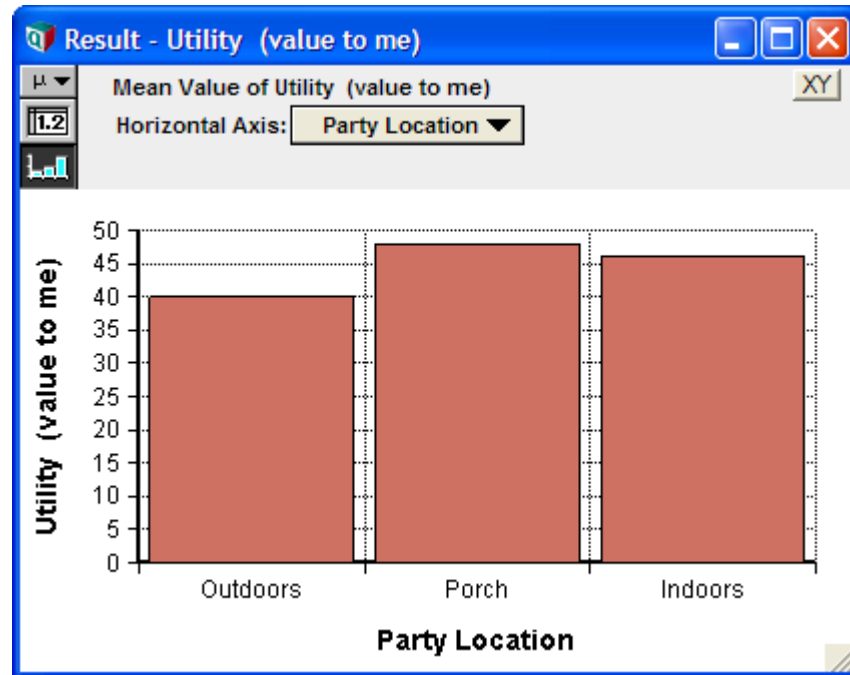 Result - Utility (value to me)
μ
Mean Value of Utility (value to me)
XY
1.2
Horizontal Axis: Party Location
50
45
40
35
30
25
20
15
10
5
0
Utility (value to me)
Outdoors Porch Indoors
Party Location